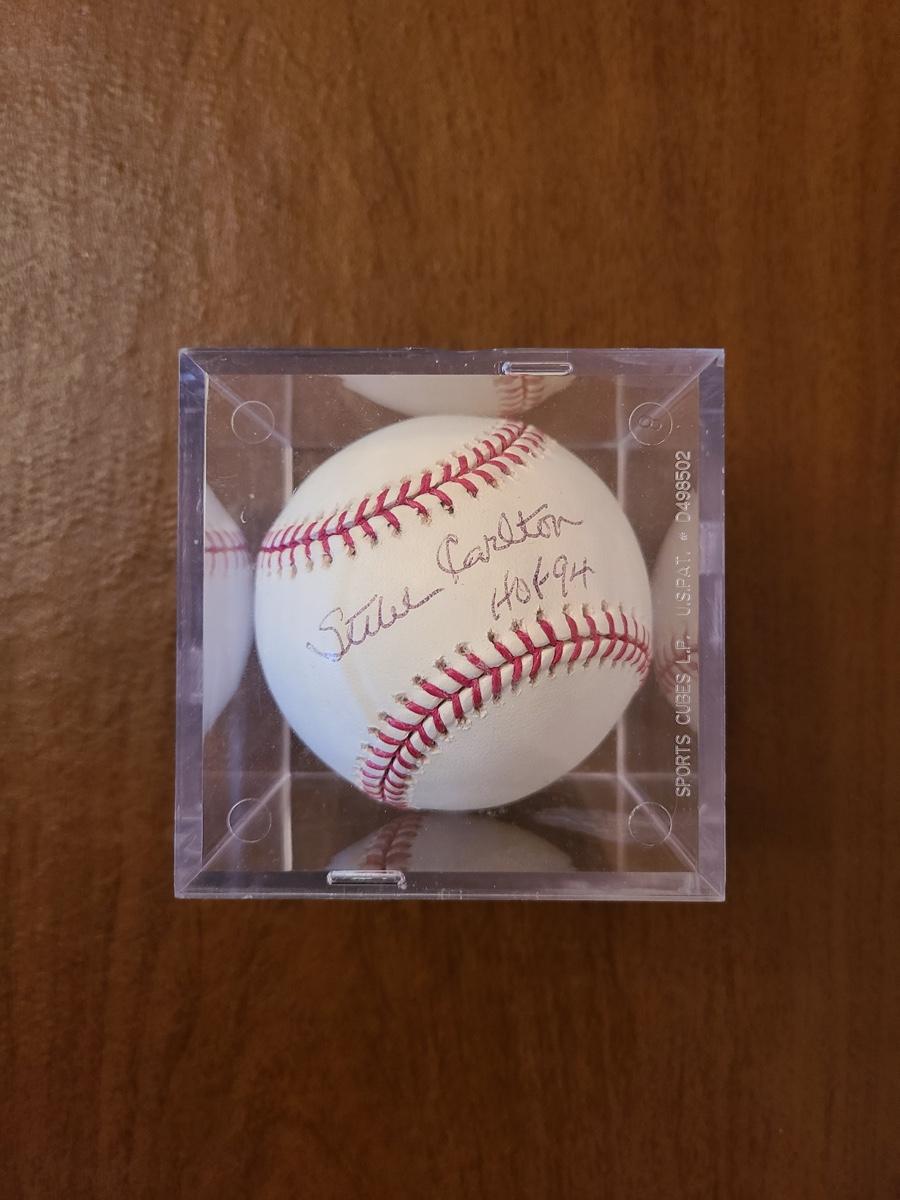 Steve Carlton
HOF 94
SPORTS CUBES L.P. U.S.PAT. # D498502